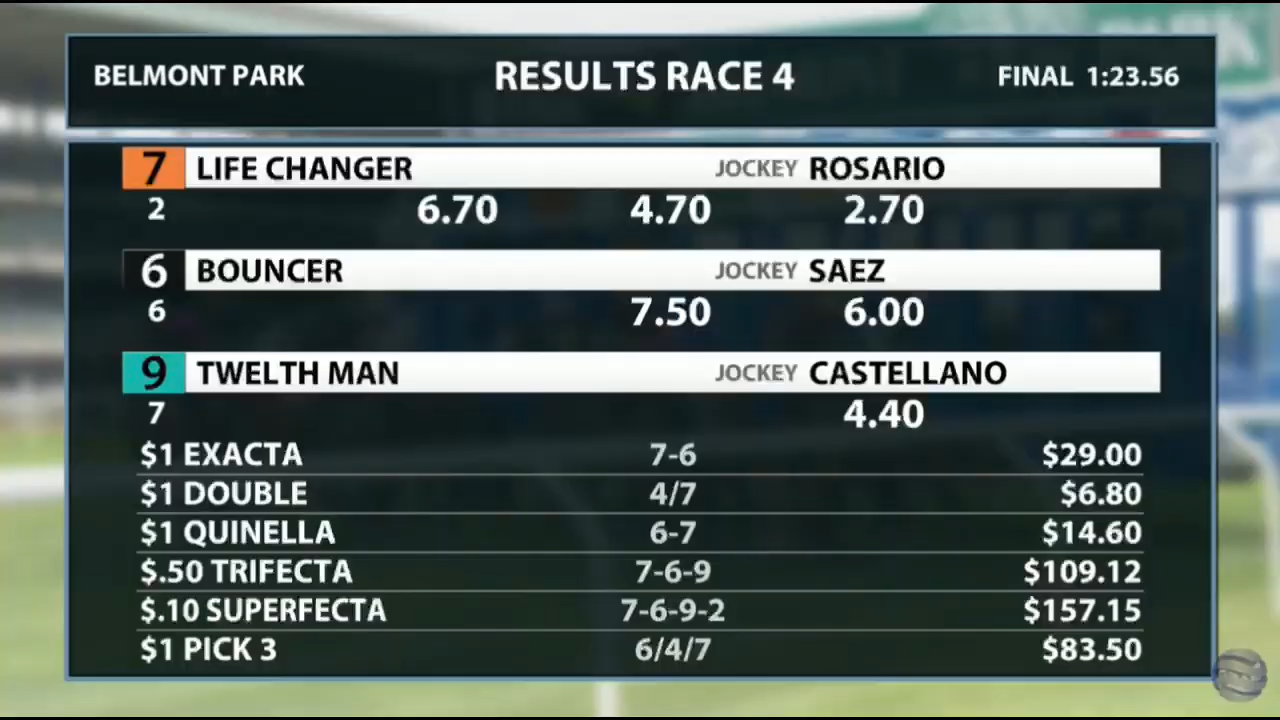 BELMONT PARK RESULTS RACE 4 FINAL 1:23.56
7 LIFE CHANGER JOCKEY ROSARIO
2 6.70 4.70 2.70
6 BOUNCER JOCKEY SAEZ
6 7.50 6.00
9 TWELTH MAN JOCKEY CASTELLANO
7 4.40
$1 EXACTA 7-6 $29.00
$1 DOUBLE 4/7 $6.80
$1 QUINELLA 6-7 $14.60
$.50 TRIFECTA 7-6-9 $109.12
$.10 SUPERFECTA 7-6-9-2 $157.15
$1 PICK 3 6/4/7 $83.50